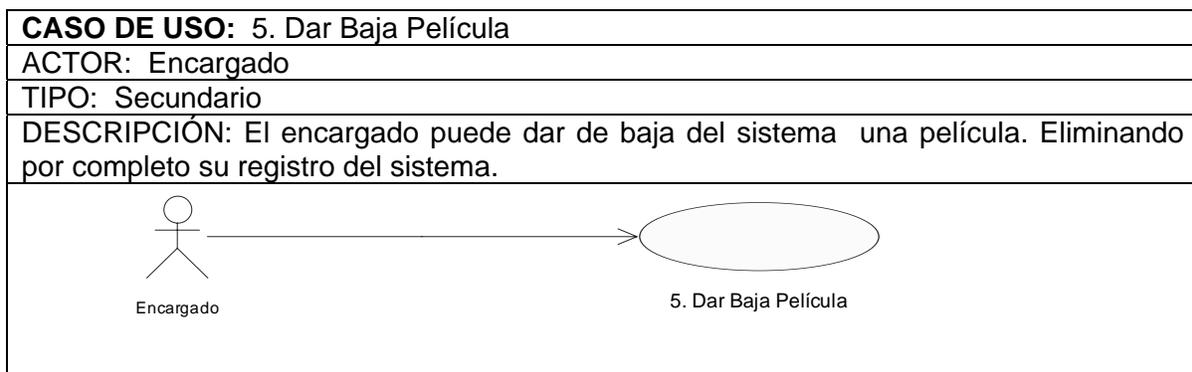 CASO DE USO: 5. Dar Baja Película
ACTOR: Encargado
TIPO: Secundario
DESCRIPCIÓN: El encargado puede dar de baja del sistema una película. Eliminando
por completo su registro del sistema.
Encargado
5. Dar Baja Película